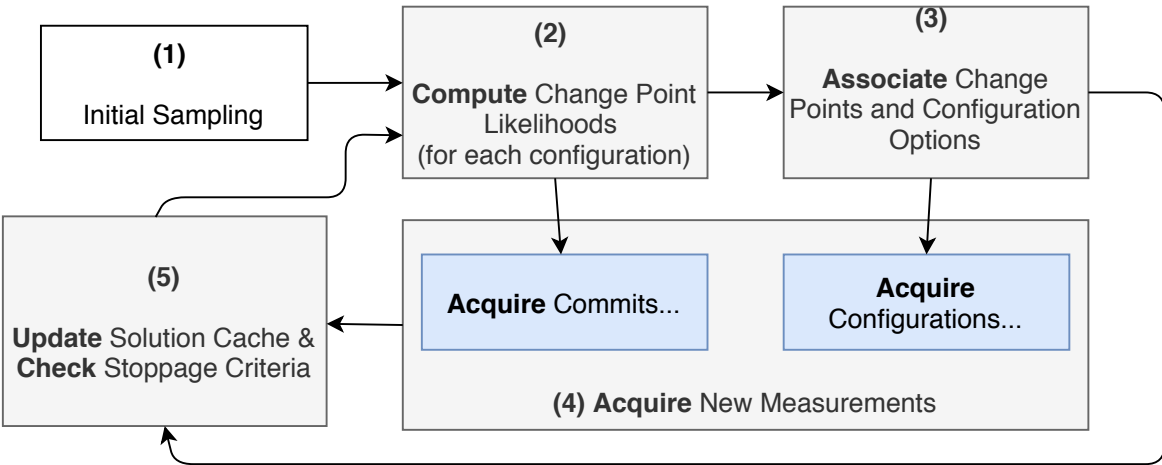 (1)
Initial Sampling
(2)
Compute Change Point
Likelihoods
(for each configuration)
(3)
Associate Change
Points and Configuration
Options
Acquire Commits...
Acquire
Configurations...
(4) Acquire New Measurements
(5)
Update Solution Cache &
Check Stoppage Criteria